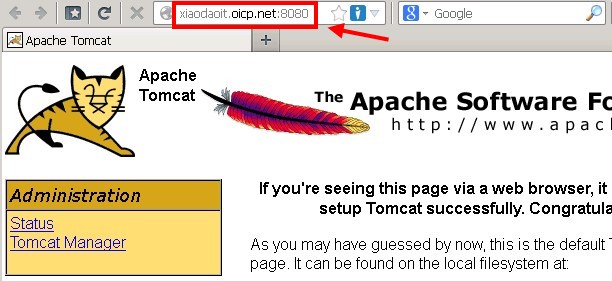 xiaodaoit.oicp.net:8080
Google
Apache Tomcat
Apache
Tomcat
The Apache Software Fo
http://www.apac
Administration
Status
Tomcat Manager
If you're seeing this page via a web browser, it
setup Tomcat successfully. Congratula
As you may have guessed by now, this is the default T
page. It can be found on the local filesystem at: